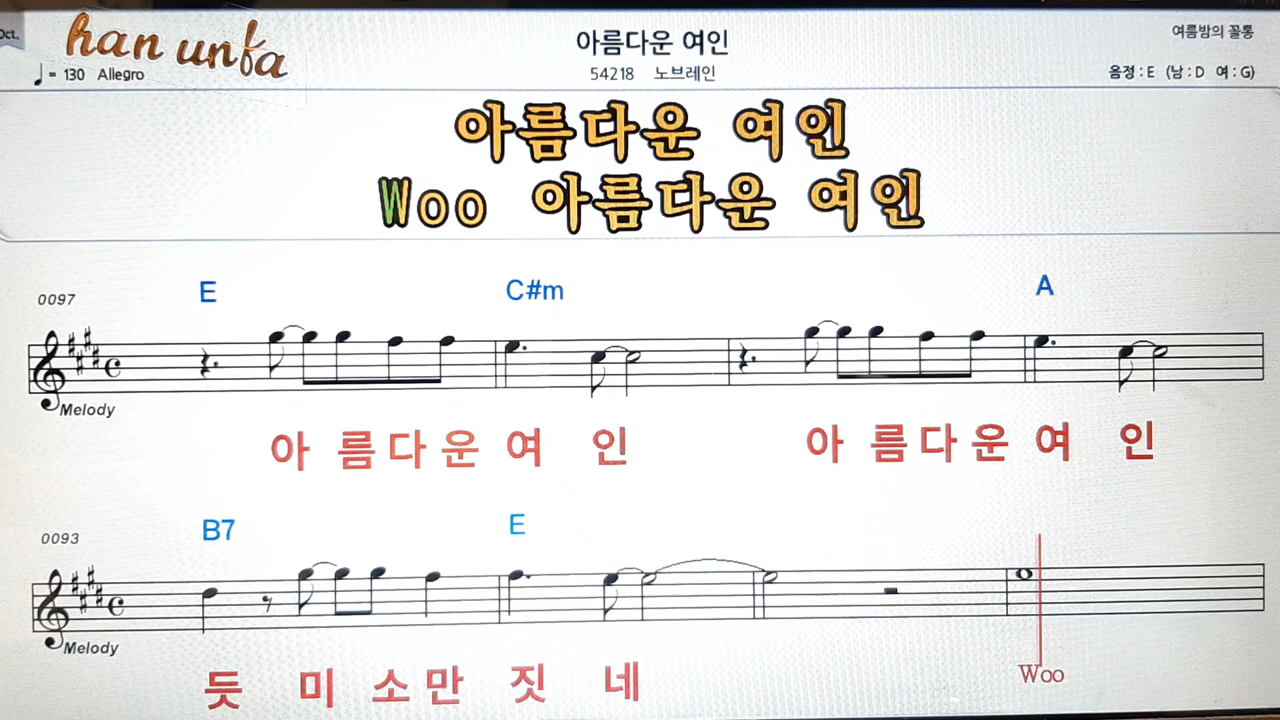 Oct.
han unfa
= 130 Allegro
아름다운 여인
54218 노브레인
여름밤의 꼴통
음정 : E (남 : D 여 : G)
아름다운 여인
Woo 아름다운 여인
0097
E C#m A
Melody
아 름 다 운 여 인 아 름 다 운 여 인
0093
B7 E
Melody
듯 미 소 만 짓 네 Woo